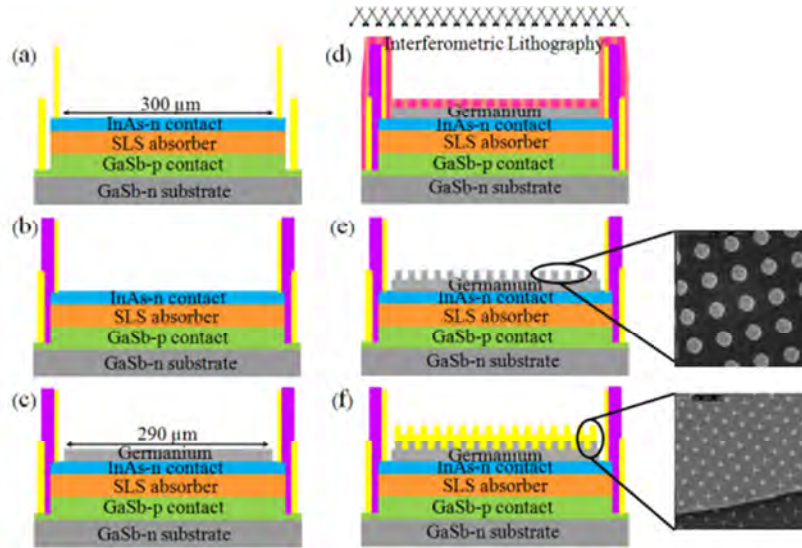 (a)
300 µm
InAs-n contact
SLS absorber
GaSb-p contact
GaSb-n substrate
(b)
InAs-n contact
SLS absorber
GaSb-p contact
GaSb-n substrate
(c)
290 µm
Germanium
InAs-n contact
SLS absorber
GaSb-p contact
GaSb-n substrate
(d)
Interferometric Lithography
Germanium
InAs-n contact
SLS absorber
GaSb-p contact
GaSb-n substrate
(e)
Germanium
InAs-n contact
SLS absorber
GaSb-p contact
GaSb-n substrate
(f)
Germanium
InAs-n contact
SLS absorber
GaSb-p contact
GaSb-n substrate